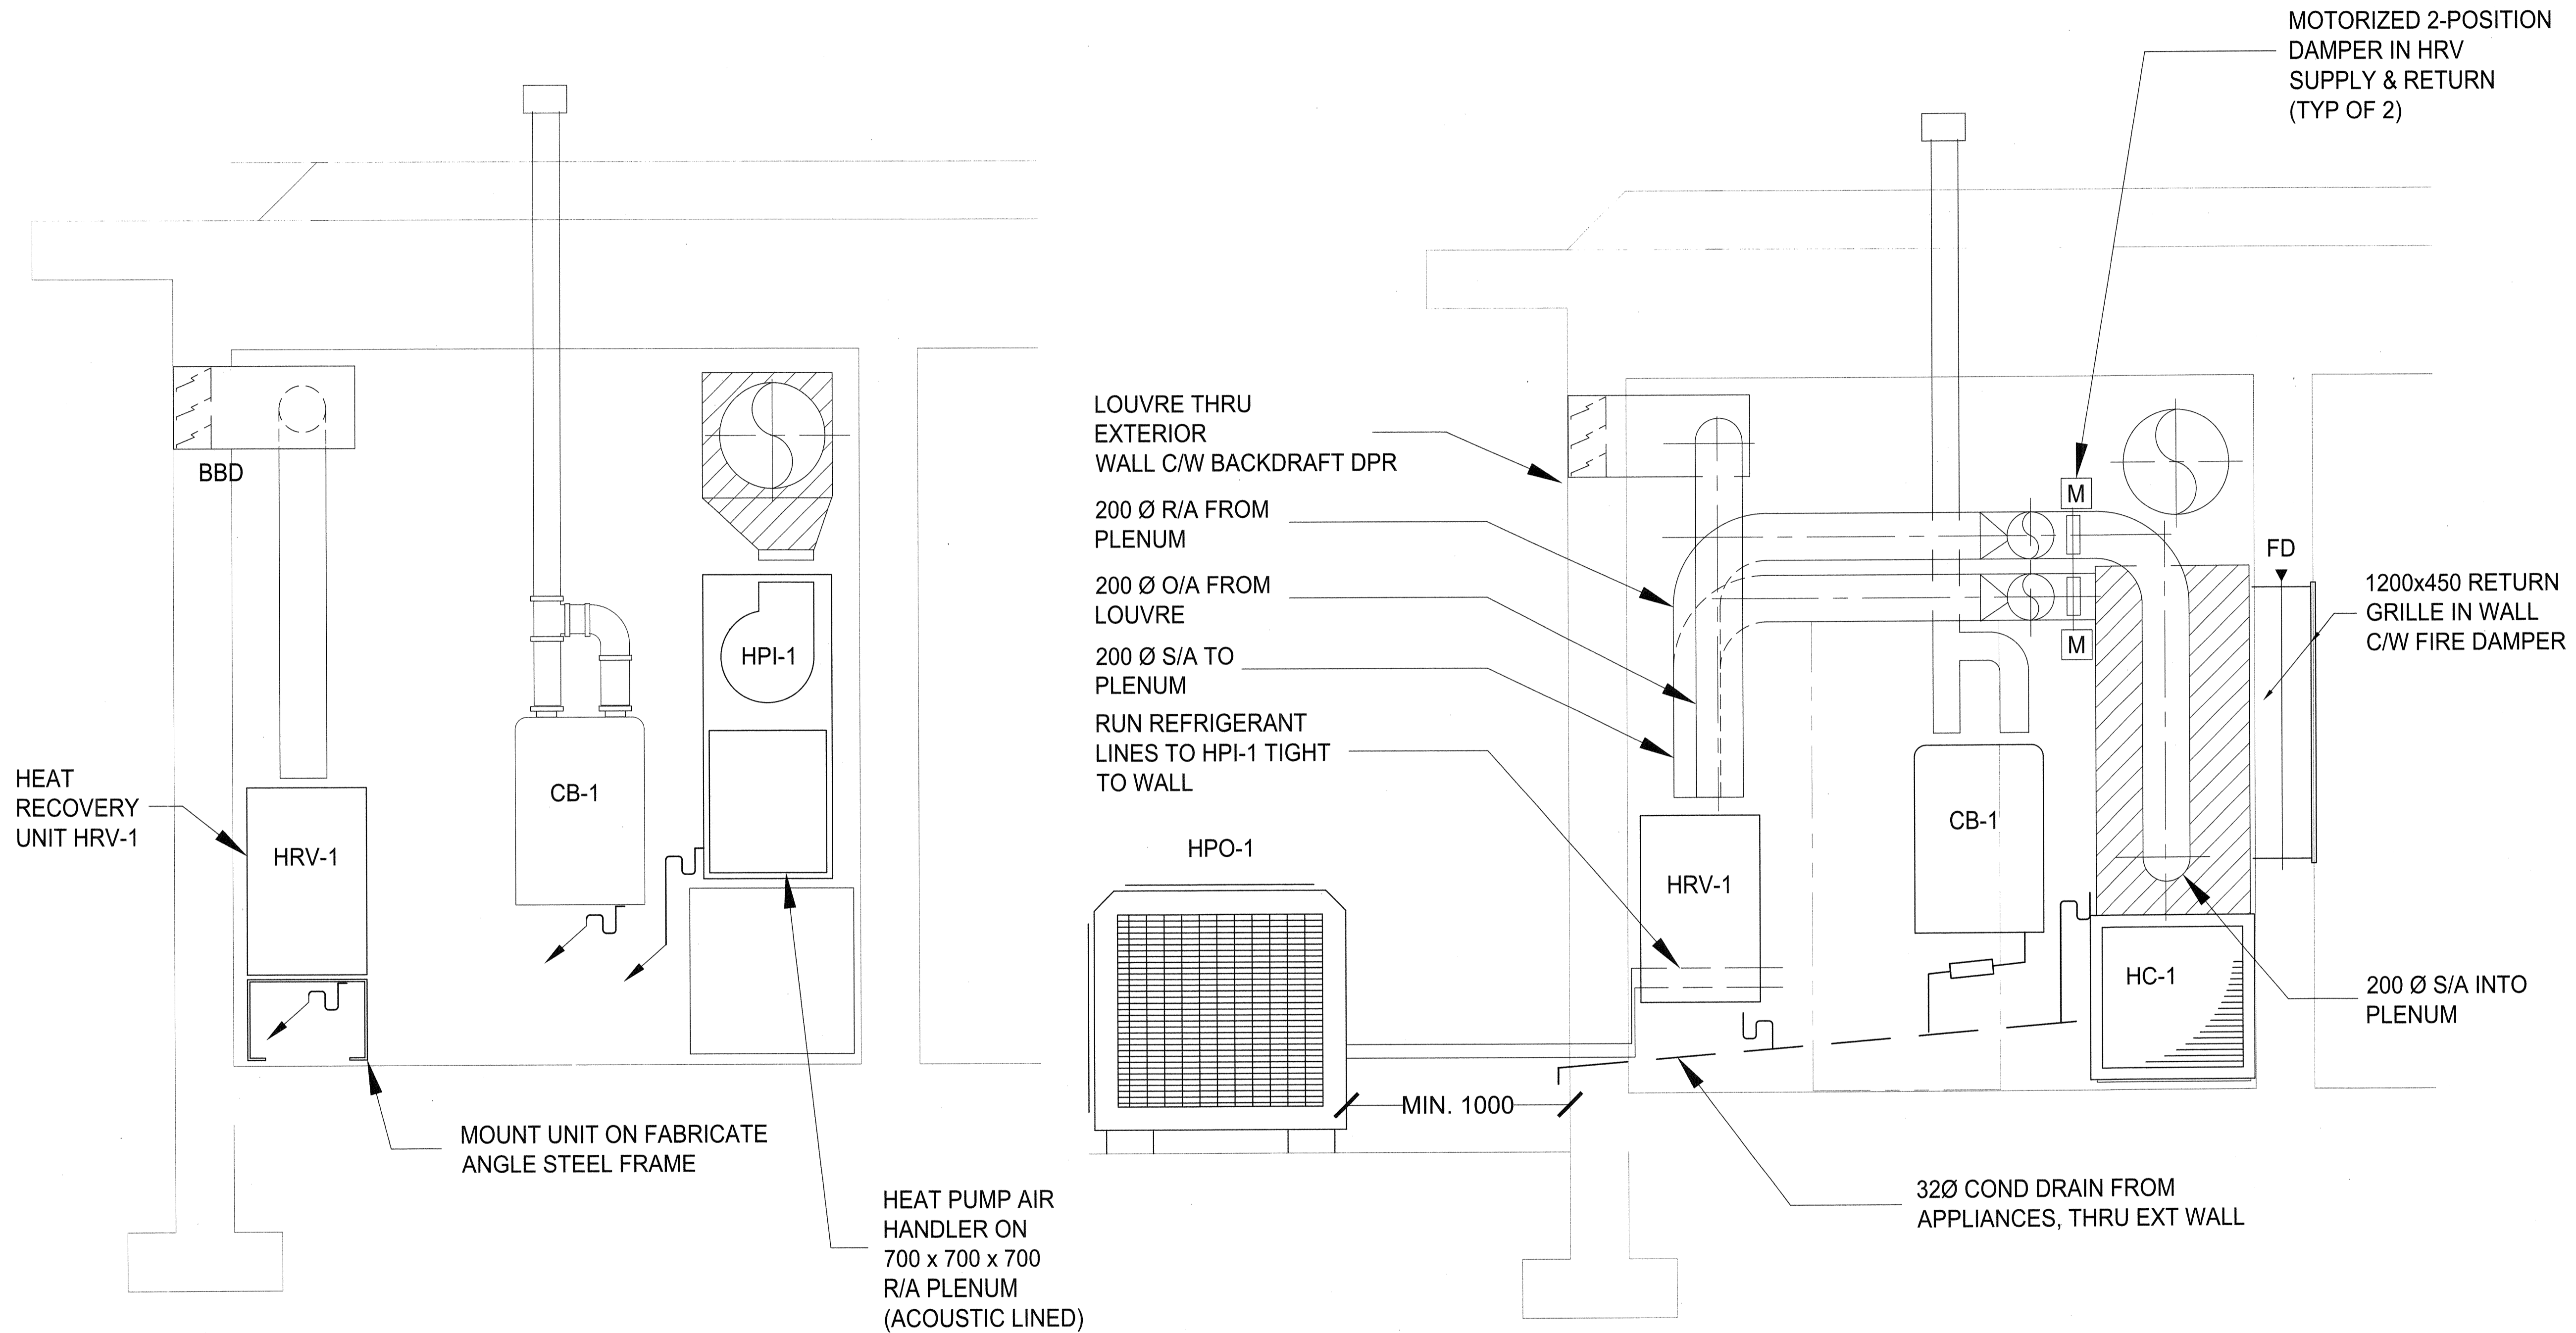 BBD
HPI-1
CB-1
HRV-1
HEAT
RECOVERY
UNIT HRV-1
MOUNT UNIT ON FABRICATE
ANGLE STEEL FRAME
HEAT PUMP AIR
HANDLER ON
700 x 700 x 700
R/A PLENUM
(ACOUSTIC LINED)
MOTORIZED 2-POSITION
DAMPER IN HRV
SUPPLY & RETURN
(TYP OF 2)
LOUVRE THRU
EXTERIOR
WALL C/W BACKDRAFT DPR
200 Ø R/A FROM
PLENUM
200 Ø O/A FROM
LOUVRE
200 Ø S/A TO
PLENUM
RUN REFRIGERANT
LINES TO HPI-1 TIGHT
TO WALL
HPO-1
M
M
FD
1200x450 RETURN
GRILLE IN WALL
C/W FIRE DAMPER
CB-1
HRV-1
HC-1
200 Ø S/A INTO
PLENUM
MIN. 1000
32Ø COND DRAIN FROM
APPLIANCES, THRU EXT WALL